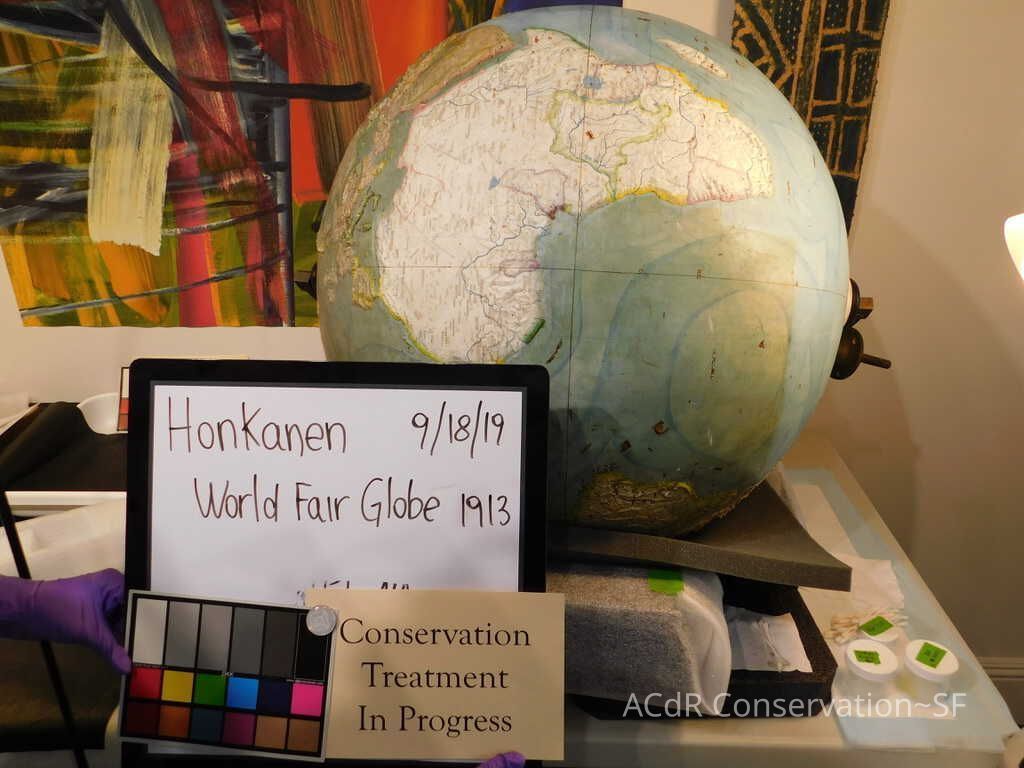 Honkanen 9/18/19
World Fair Globe 1913
Conservation
Treatment
In Progress
ACdR Conservation~SF